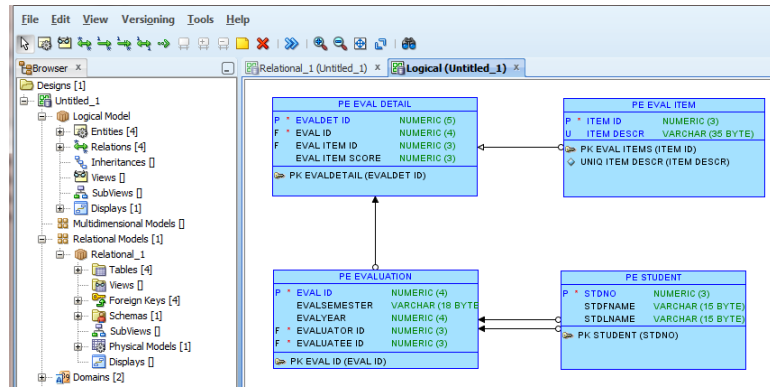 File Edit View Versioning Tools Help
Browser x
Relational_1 (Untitled_1) x
Logical (Untitled_1) x
Designs [1]
Untitled_1
Logical Model
Entities [4]
Relations [4]
Inheritances []
Views []
SubViews []
Displays [1]
Multidimensional Models []
Relational Models [1]
Relational_1
Tables [4]
Views []
Foreign Keys [4]
Schemas [1]
SubViews []
Physical Models [1]
Displays []
Domains [2]
PE EVAL DETAIL
P * EVALDET ID NUMERIC (5)
F * EVAL ID NUMERIC (4)
F EVAL ITEM ID NUMERIC (3)
EVAL ITEM SCORE NUMERIC (3)
PK EVALDETAIL (EVALDET ID)
PE EVAL ITEM
P * ITEM ID NUMERIC (3)
U ITEM DESCR VARCHAR (35 BYTE)
PK EVAL ITEMS (ITEM ID)
UNIQ ITEM DESCR (ITEM DESCR)
PE EVALUATION
P * EVAL ID NUMERIC (4)
EVALSEMESTER VARCHAR (18 BYTE
EVALYEAR NUMERIC (4)
F * EVALUATOR ID NUMERIC (3)
F * EVALUATEE ID NUMERIC (3)
PK EVAL ID (EVAL ID)
PE STUDENT
P * STDNO NUMERIC (3)
STDFNAME VARCHAR (15 BYTE)
STDLNAME VARCHAR (15 BYTE)
PK STUDENT (STDNO)